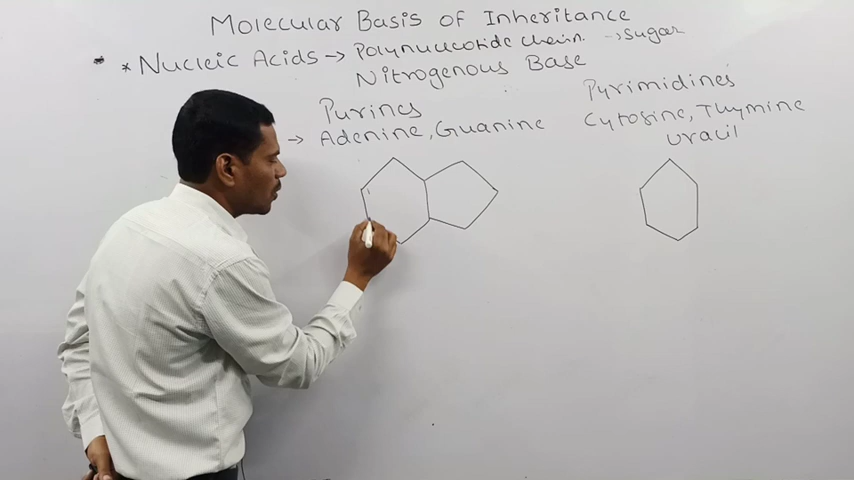 Molecular Basis of Inheritance
* Nucleic Acids → Polynucleotide chain. → Sugar
Nitrogenous Base
Purines
Pyrimidines
→ Adenine, Guanine
Cytosine, Thymine
Uracil